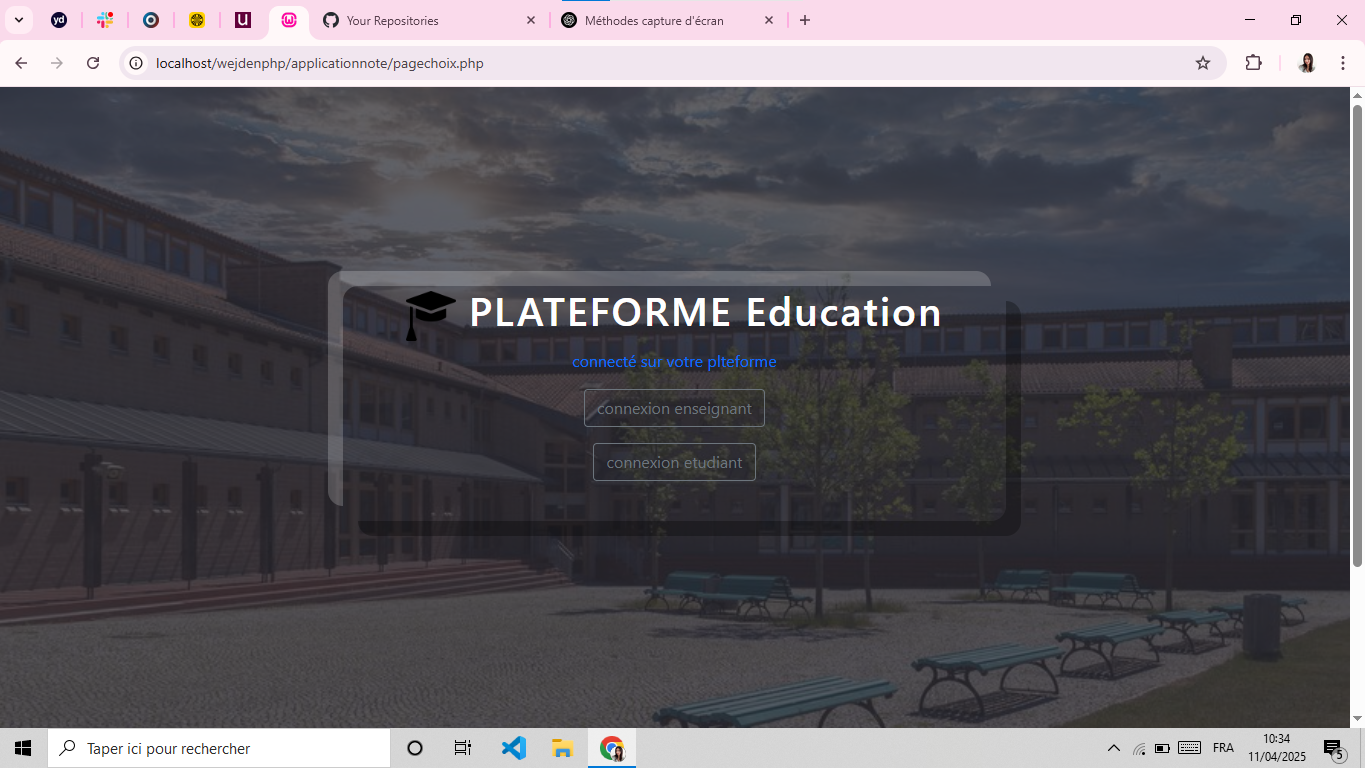 yd
u
Your Repositories
Méthodes capture d'écran
localhost/wejdenphp/applicationnote/pagechoix.php
PLATEFORME Education
connecté sur votre plteforme
connexion enseignant
connexion etudiant
Taper ici pour rechercher
FRA
10:34
11/04/2025
5